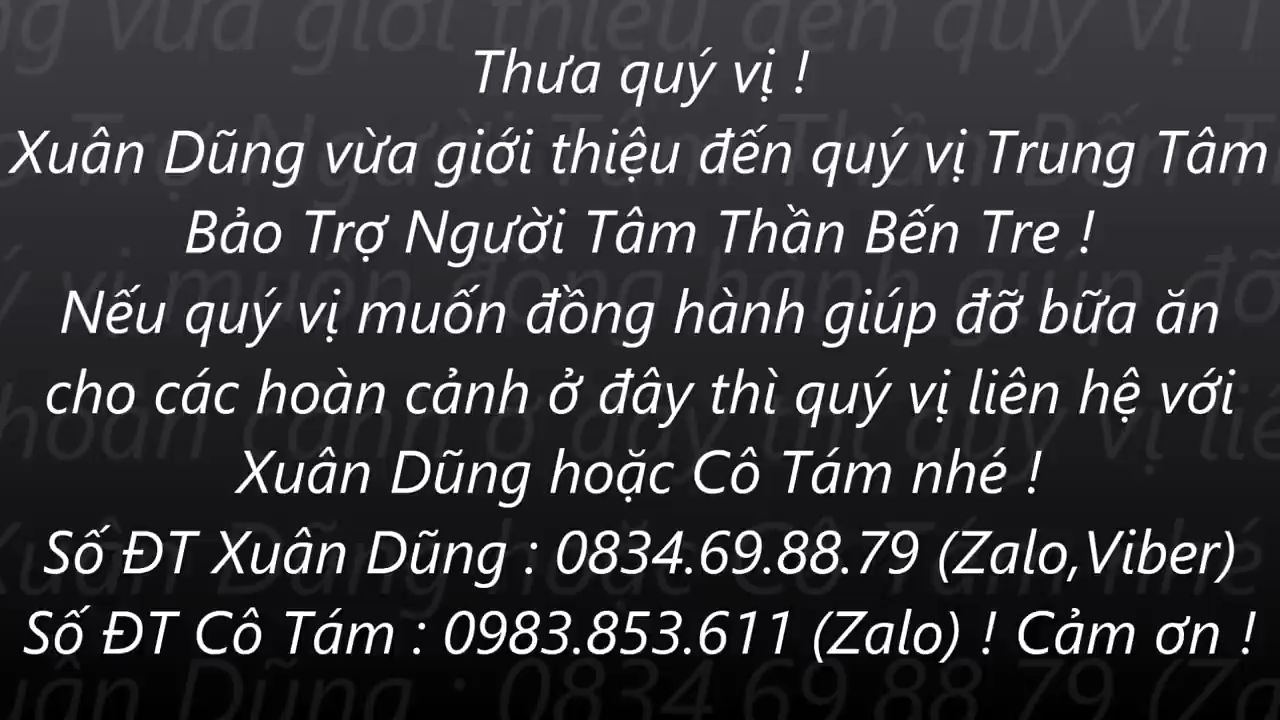 Thưa quý vị !
Xuân Dũng vừa giới thiệu đến quý vị Trung Tâm
Bảo Trợ Người Tâm Thần Bến Tre !
Nếu quý vị muốn đồng hành giúp đỡ bữa ăn
cho các hoàn cảnh ở đây thì quý vị liên hệ với
Xuân Dũng hoặc Cô Tám nhé !
Số ĐT Xuân Dũng : 0834.69.88.79 (Zalo,Viber)
Số ĐT Cô Tám : 0983.853.611 (Zalo) ! Cảm ơn !